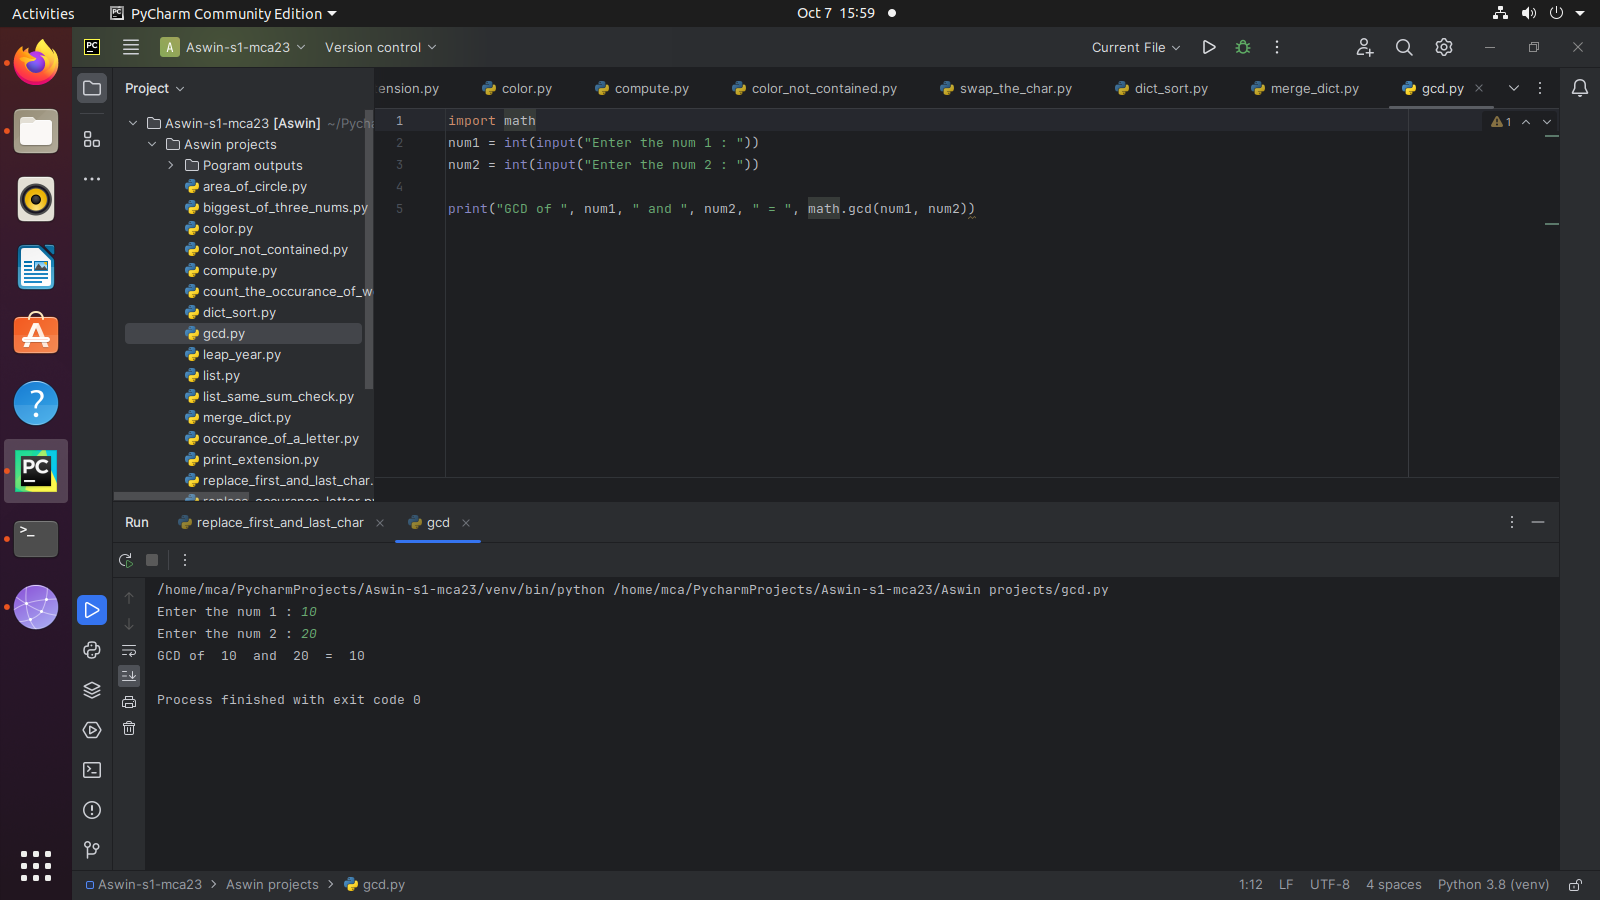 Activities PyCharm Community Edition Oct 7 15:59
PC A Aswin-s1-mca23 Version control Current File
Project
ension.py color.py compute.py color_not_contained.py swap_the_char.py dict_sort.py merge_dict.py gcd.py
Aswin-s1-mca23 [Aswin] ~/Pycha
Aswin projects
Pogram outputs
area_of_circle.py
biggest_of_three_nums.py
color.py
color_not_contained.py
compute.py
count_the_occurance_of_w
dict_sort.py
gcd.py
leap_year.py
list.py
list_same_sum_check.py
merge_dict.py
occurance_of_a_letter.py
print_extension.py
replace_first_and_last_char.
replace_occurance_letter.py
1 import math
2 num1 = int(input("Enter the num 1 : "))
3 num2 = int(input("Enter the num 2 : "))
4
5 print("GCD of ", num1, " and ", num2, " = ", math.gcd(num1, num2))
1
PC
>_
Run replace_first_and_last_char gcd
/home/mca/PycharmProjects/Aswin-s1-mca23/venv/bin/python /home/mca/PycharmProjects/Aswin-s1-mca23/Aswin projects/gcd.py
Enter the num 1 : 10
Enter the num 2 : 20
GCD of  10  and  20  =  10
Process finished with exit code 0
Aswin-s1-mca23 > Aswin projects > gcd.py 1:12 LF UTF-8 4 spaces Python 3.8 (venv)